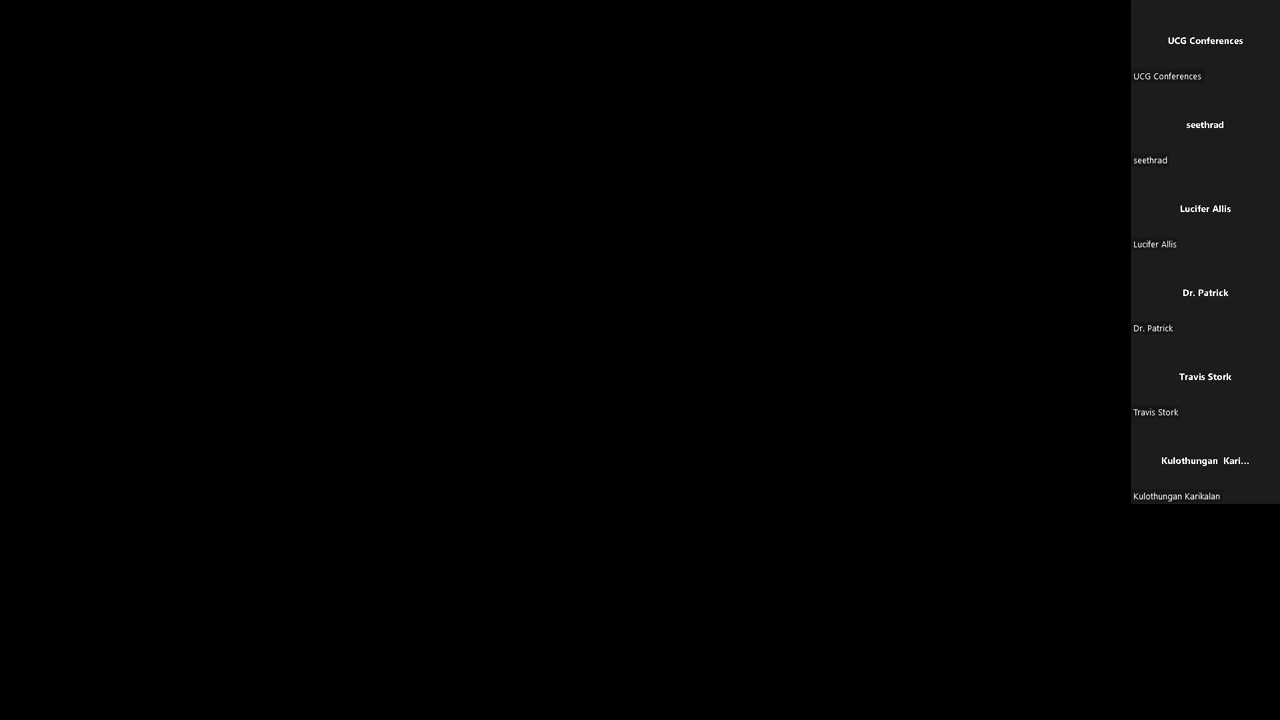 UCG Conferences
UCG Conferences
seethrad
seethrad
Lucifer Allis
Lucifer Allis
Dr. Patrick
Dr. Patrick
Travis Stork
Travis Stork
Kulothungan  Kari...
Kulothungan Karikalan